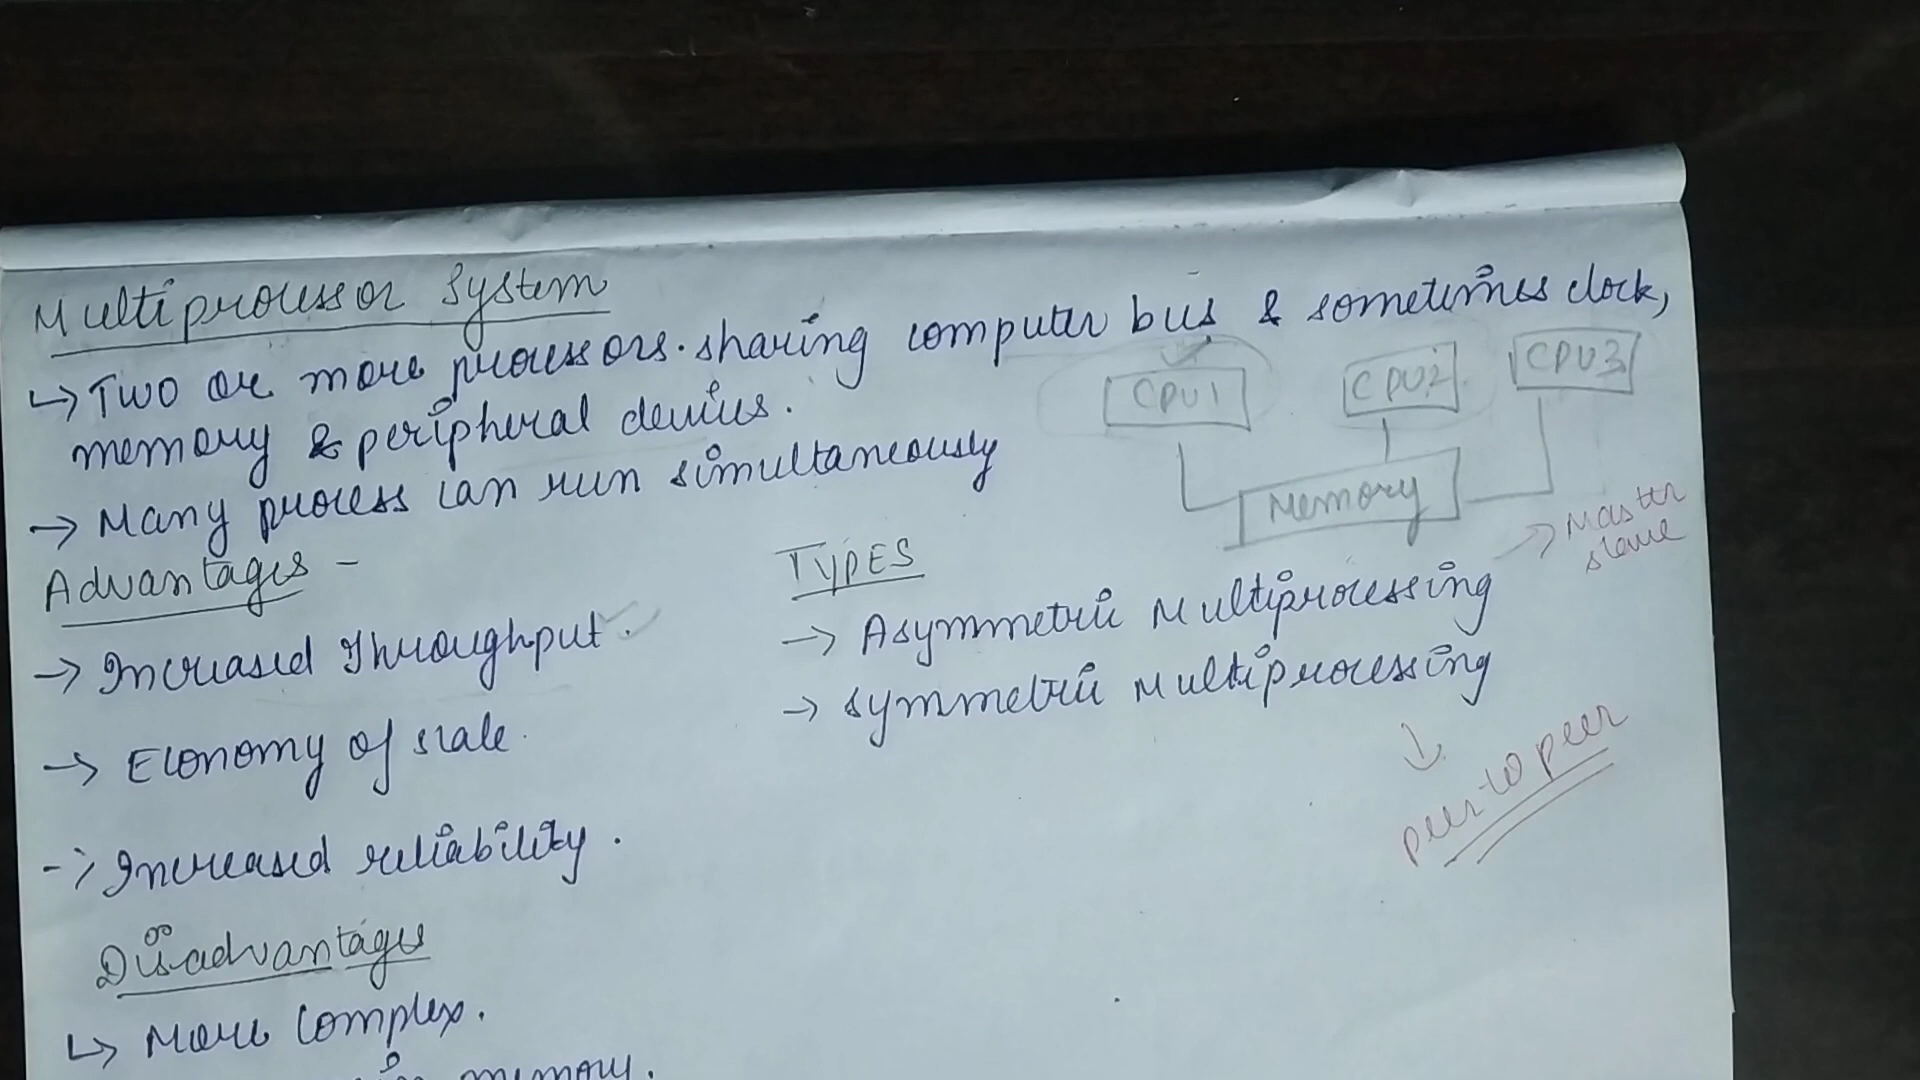 Multiprocessor System
↳ Two or more processors sharing computer bus & sometimes clock,
memory & peripheral devices.
→ Many process can run simultaneously
CPU1
CPU2
CPU3
Memory
Advantages -
→ Increased Throughput.
→ Economy of scale.
→ Increased reliability.
TYPES
→ Asymmetric Multiprocessing
→ Master
slave
→ Symmetric Multiprocessing
↓
peer to peer
Disadvantages
↳ More Complex.
memory.